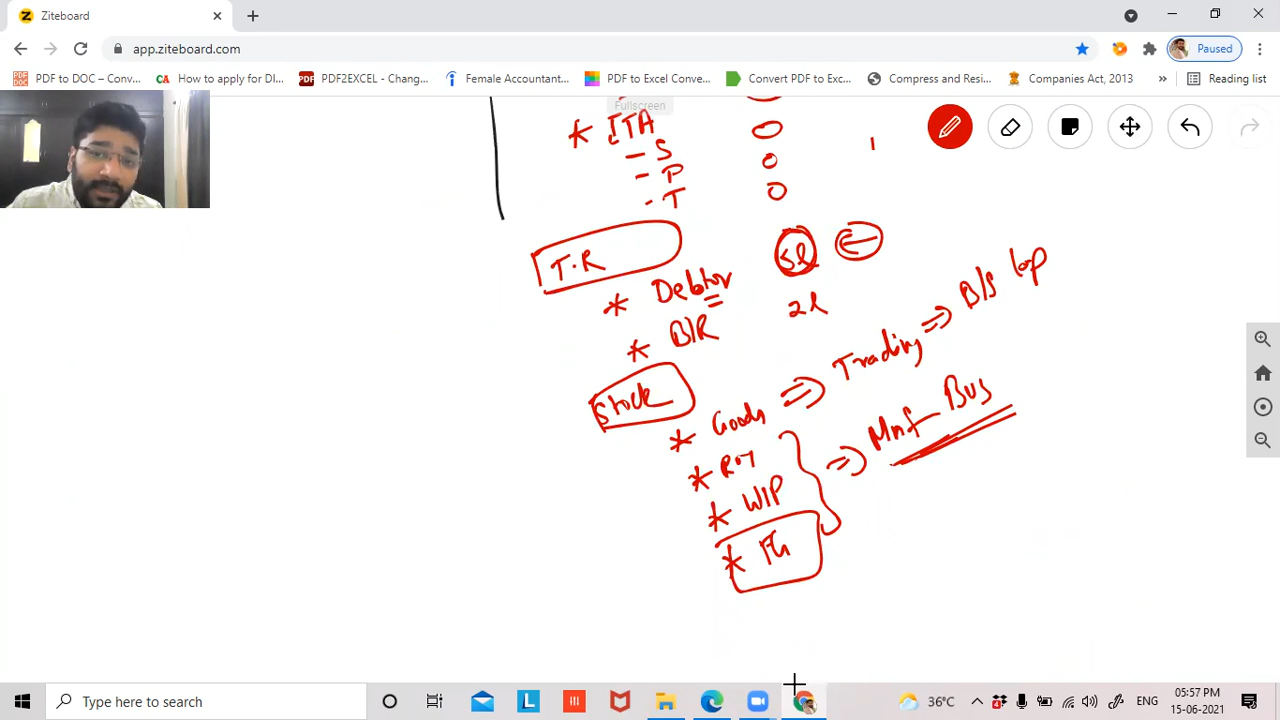 Ziteboard
app.ziteboard.com
Paused
PDF to DOC – Conv...
How to apply for DI...
PDF2EXCEL - Chang...
Female Accountant...
PDF to Excel Conve...
Convert PDF to Exc...
Compress and Resi...
Companies Act, 2013
»
Reading list
Fullscreen
* ITA
- S
- P
- T
T.R
* Debtor
2l
* B/R
Stock
* Goods ⇒ Trading ⇒ B/s
* RM
* WIP
⇒ Mnf Bus
* FG
Type here to search
36°C
ENG
05:57 PM
15-06-2021